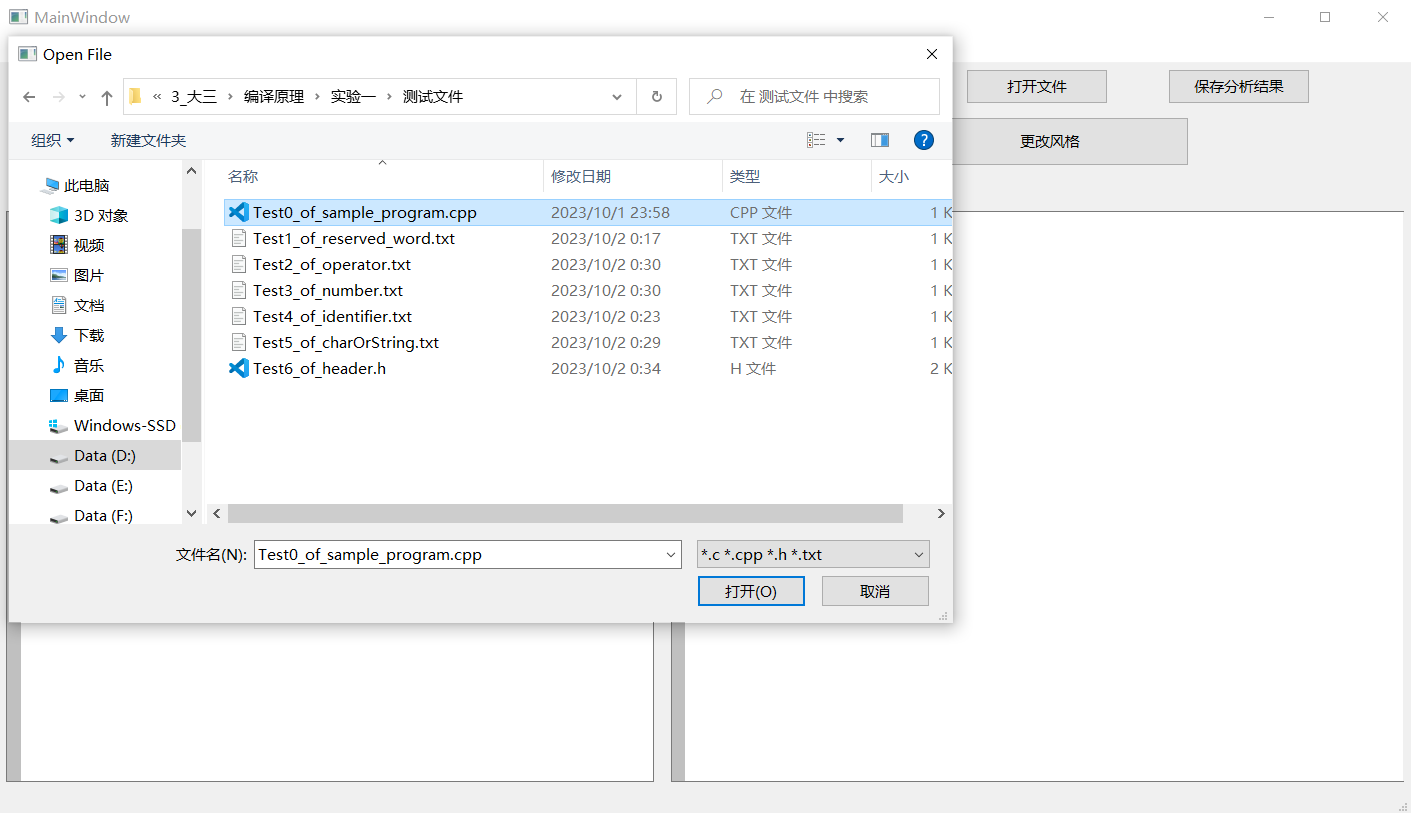 MainWindow
Open File
打开文件
保存分析结果
« 3_大三 › 编译原理 › 实验一 › 测试文件
在 测试文件 中搜索
更改风格
组织
新建文件夹
?
名称 修改日期 类型 大小
此电脑
3D 对象
视频
图片
文档
下载
音乐
桌面
Windows-SSD
Data (D:)
Data (E:)
Data (F:)
Test0_of_sample_program.cpp 2023/10/1 23:58 CPP 文件 1 K
Test1_of_reserved_word.txt 2023/10/2 0:17 TXT 文件 1 K
Test2_of_operator.txt 2023/10/2 0:30 TXT 文件 1 K
Test3_of_number.txt 2023/10/2 0:30 TXT 文件 1 K
Test4_of_identifier.txt 2023/10/2 0:23 TXT 文件 1 K
Test5_of_charOrString.txt 2023/10/2 0:29 TXT 文件 1 K
Test6_of_header.h 2023/10/2 0:34 H 文件 2 K
文件名(N): Test0_of_sample_program.cpp *.c *.cpp *.h *.txt
打开(O) 取消